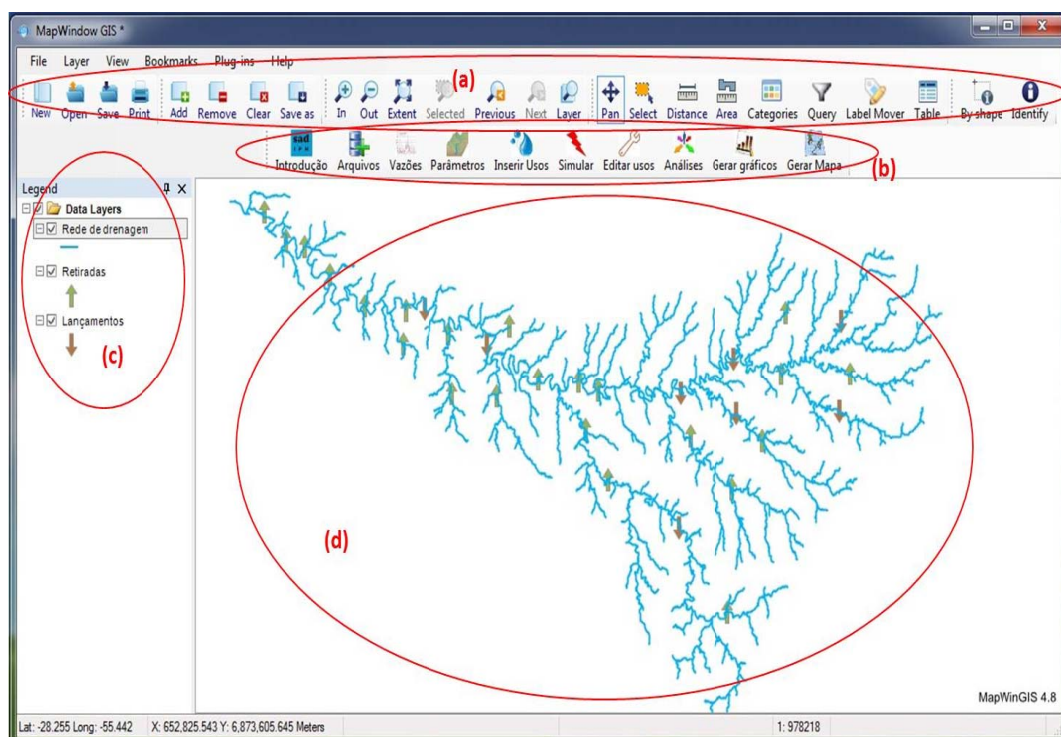 MapWindow GIS *
File Layer View Bookmarks Plug-ins Help
(a)
New Open Save Print Add Remove Clear Save as In Out Extent Selected Previous Next Layer Pan Select Distance Area Categories Query Label Mover Table By shape Identify
sad
IPH
Introdução Arquivos Vazões Parâmetros Inserir Usos Simular Editar usos Análises Gerar gráficos Gerar Mapa
(b)
Legend
Data Layers
Rede de drenagem
Retiradas
Lançamentos
(c)
(d)
MapWinGIS 4.8
Lat: -28.255 Long: -55.442 X: 652,825.543 Y: 6,873,605.645 Meters 1: 978218